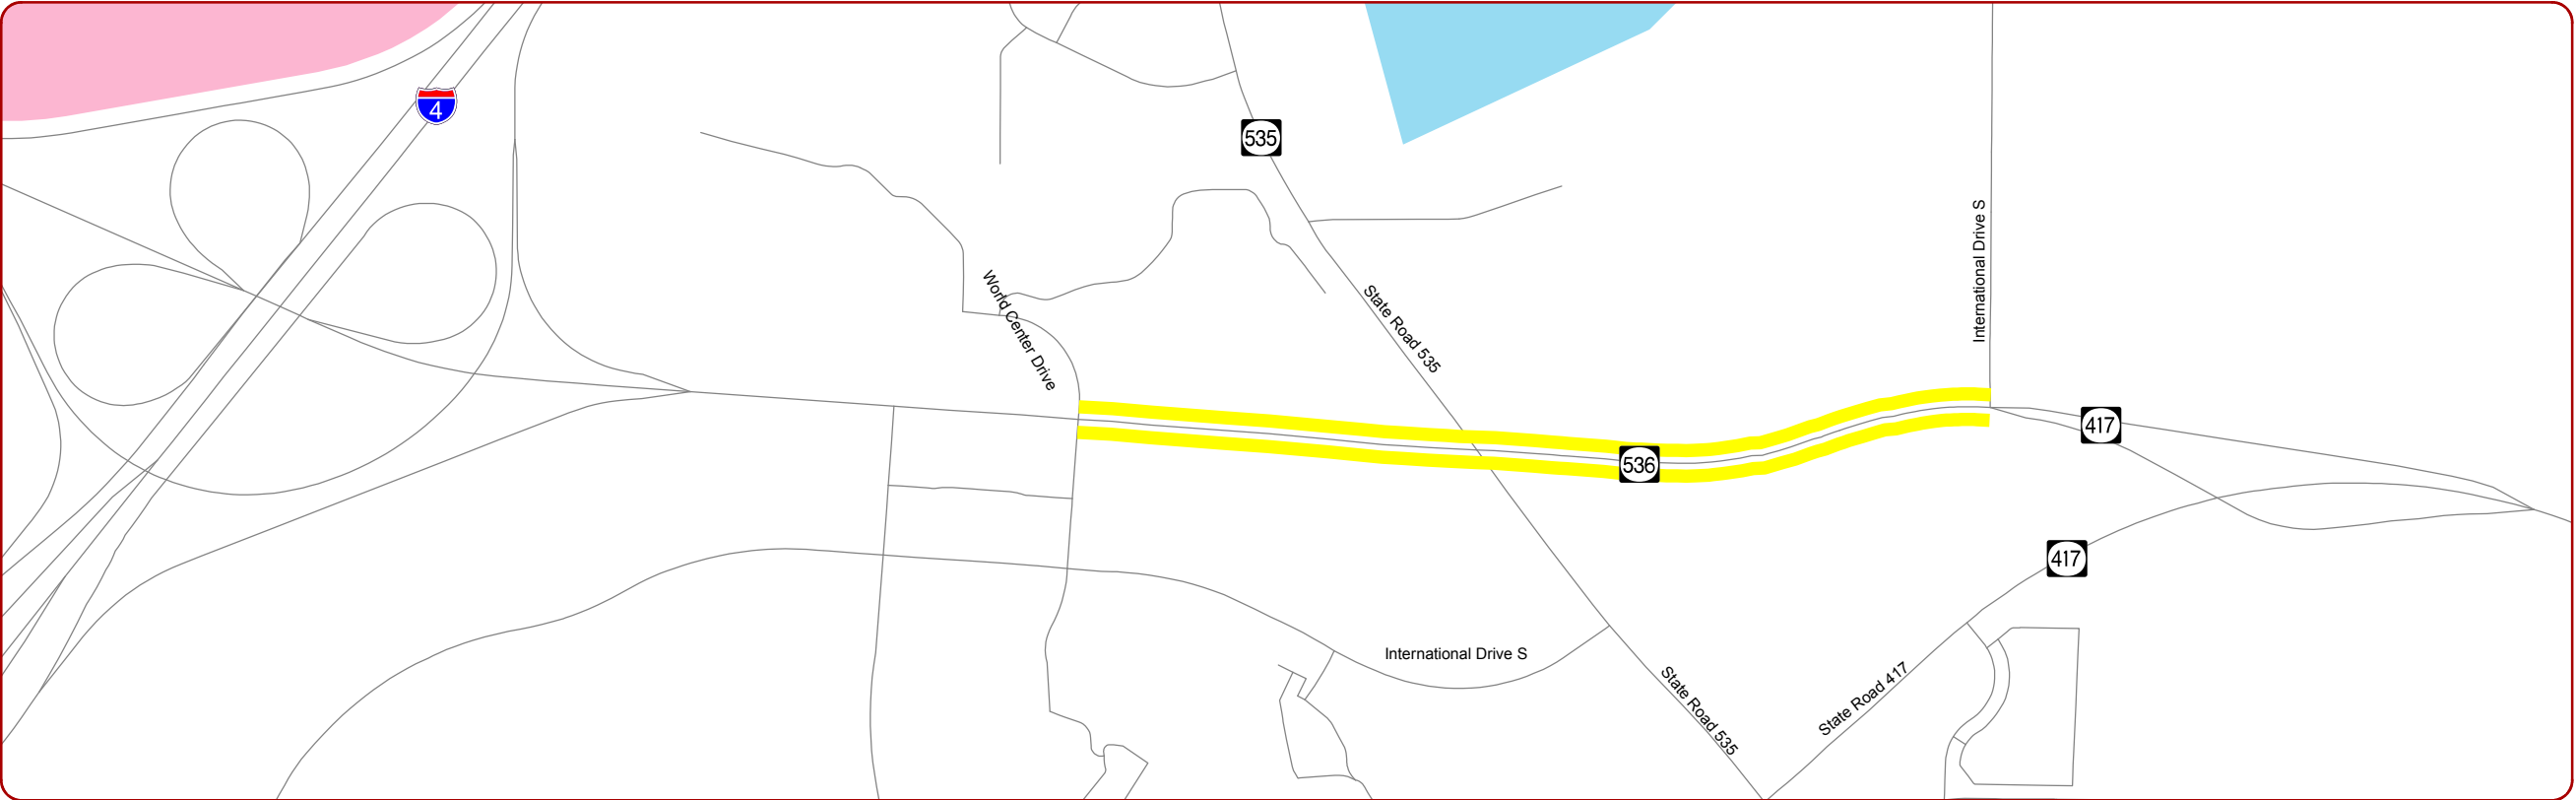 4
535
International Drive S
World Center Drive
State Road 535
417
536
417
International Drive S
State Road 417
State Road 535